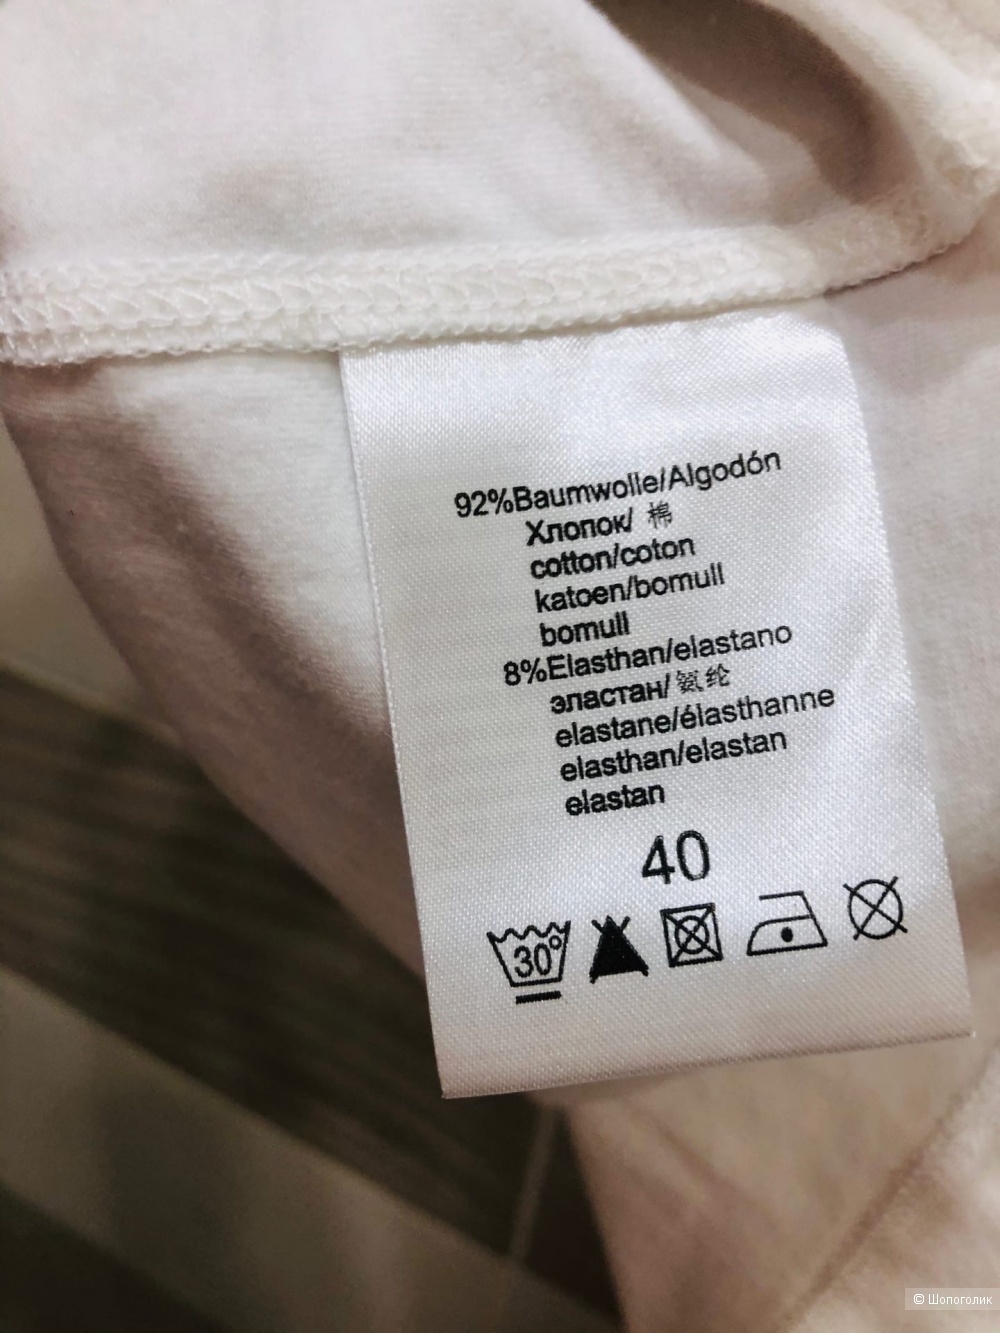 92%Baumwolle/Algodón
Хлопок/ 棉
cotton/coton
katoen/bomull
bomull
8%Elasthan/elastano
эластан/氨纶
elastane/élasthanne
elasthan/elastan
elastan
40
30°
© Шопоголик